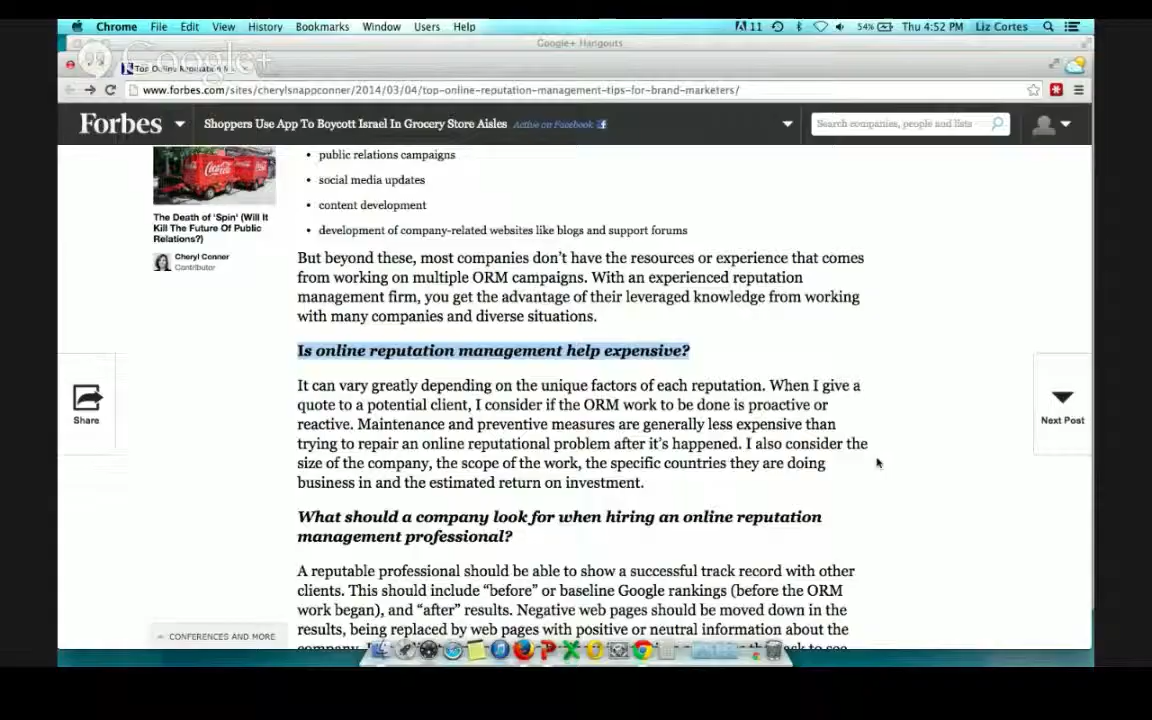 Chrome File Edit View History Bookmarks Window Users Help
11 54% Thu 4:52 PM Liz Cortes
Google+ Hangouts
Google+
Top Online Reputation
www.forbes.com/sites/cherylsnappconner/2014/03/04/top-online-reputation-management-tips-for-brand-marketers/
Forbes Shoppers Use App To Boycott Israel In Grocery Store Aisles Active on Facebook Search companies, people and lists
Coca-Cola
The Death of 'Spin' (Will It
Kill The Future Of Public
Relations?)
Cheryl Conner
Contributor
• public relations campaigns
• social media updates
• content development
• development of company-related websites like blogs and support forums
But beyond these, most companies don't have the resources or experience that comes
from working on multiple ORM campaigns. With an experienced reputation
management firm, you get the advantage of their leveraged knowledge from working
with many companies and diverse situations.
Is online reputation management help expensive?
It can vary greatly depending on the unique factors of each reputation. When I give a
quote to a potential client, I consider if the ORM work to be done is proactive or
reactive. Maintenance and preventive measures are generally less expensive than
trying to repair an online reputational problem after it's happened. I also consider the
size of the company, the scope of the work, the specific countries they are doing
business in and the estimated return on investment.
What should a company look for when hiring an online reputation
management professional?
A reputable professional should be able to show a successful track record with other
clients. This should include “before” or baseline Google rankings (before the ORM
work began), and “after” results. Negative web pages should be moved down in the
results, being replaced by web pages with positive or neutral information about the
Share
Next Post
CONFERENCES AND MORE